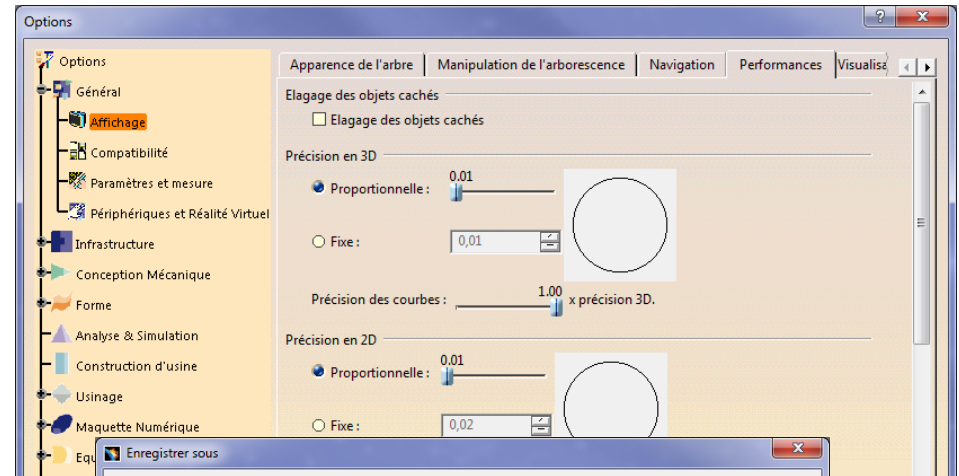 Options
Options
Général
Affichage
Compatibilité
Paramètres et mesure
Périphériques et Réalité Virtuel
Infrastructure
Conception Mécanique
Forme
Analyse & Simulation
Construction d'usine
Usinage
Maquette Numérique
Equ
Apparence de l'arbre Manipulation de l'arborescence Navigation Performances Visualisa
Elagage des objets cachés
Elagage des objets cachés
Précision en 3D
0.01
Proportionnelle :
Fixe : 0,01
1.00
Précision des courbes : x précision 3D.
Précision en 2D
0.01
Proportionnelle :
Fixe : 0,02
Enregistrer sous